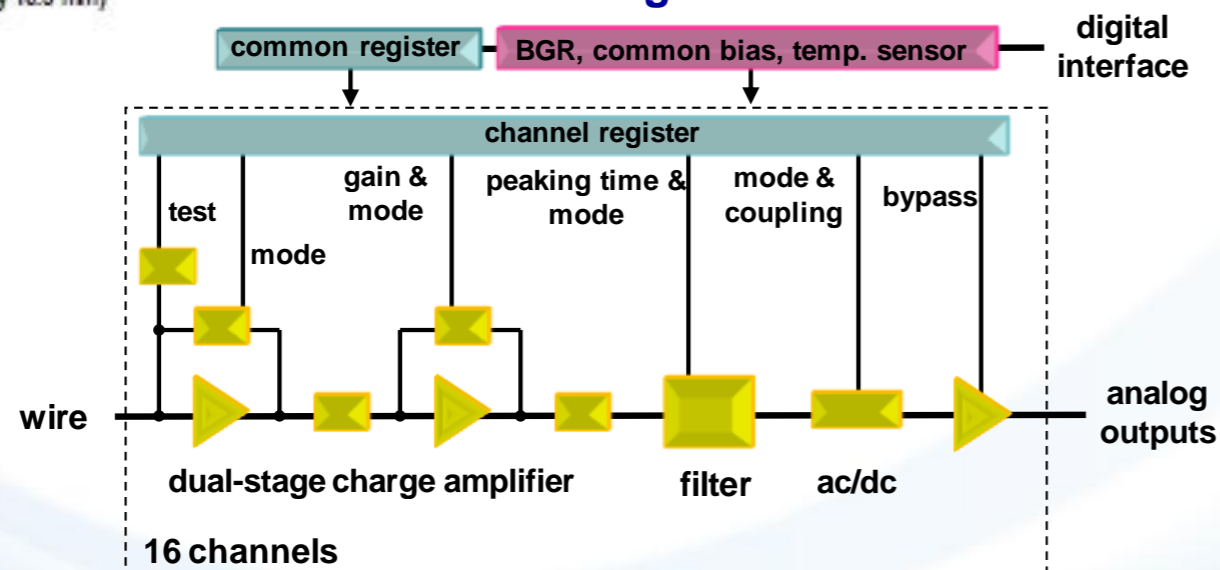 common register
BGR, common bias, temp. sensor
digital
interface
channel register
test
mode
gain &
mode
peaking time &
mode
mode &
coupling
bypass
wire
analog
outputs
dual-stage charge amplifier
filter
ac/dc
16 channels